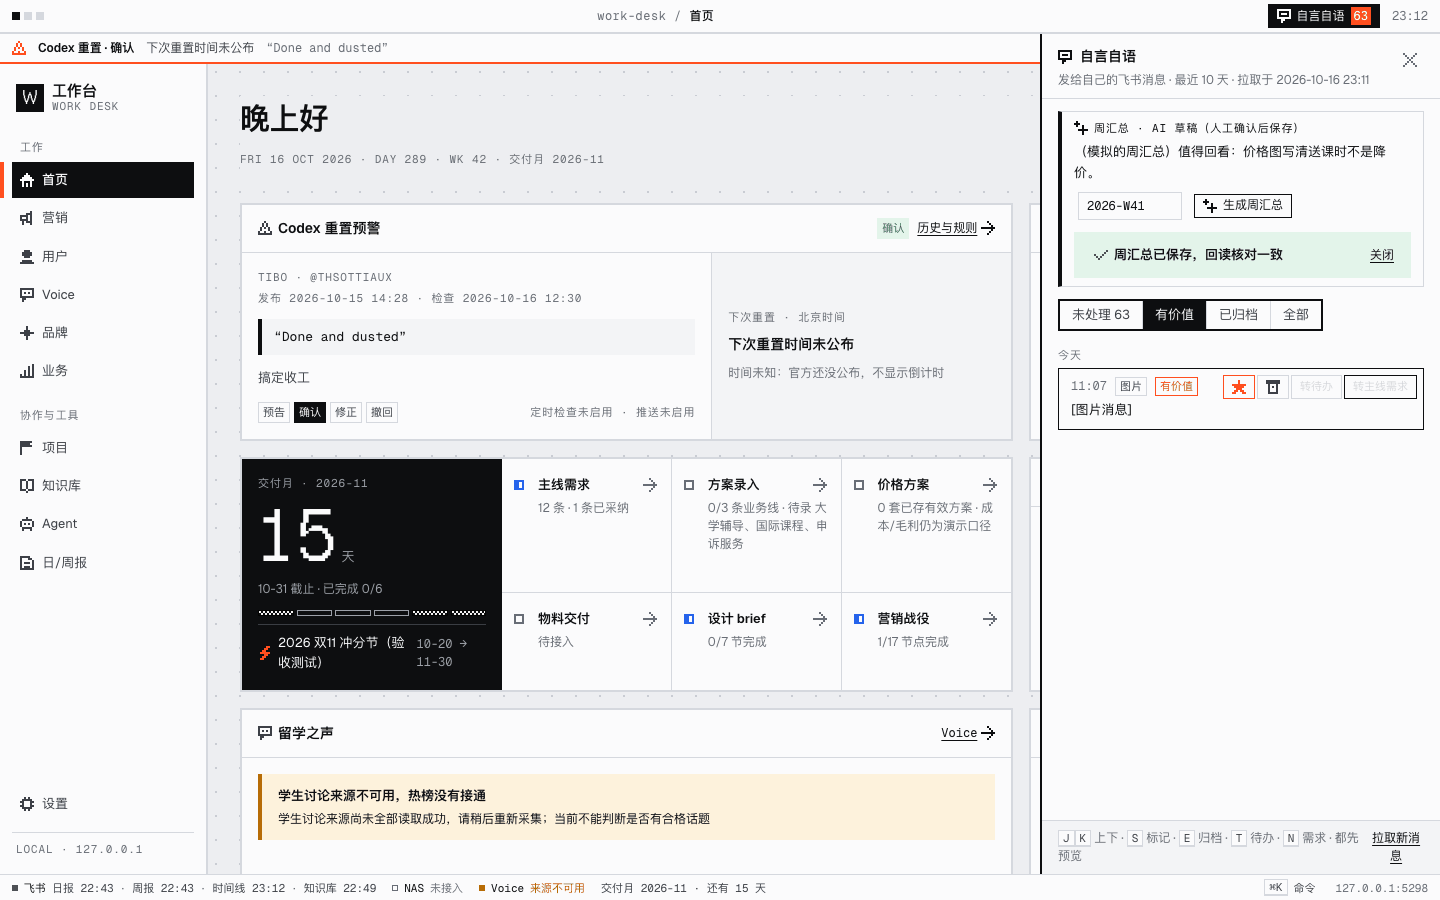 work-desk / 首页
自言自语 63
23:12
Codex 重置 · 确认 下次重置时间未公布 “Done and dusted”
W
工作台
WORK DESK
工作
首页
营销
用户
Voice
品牌
业务
协作与工具
项目
知识库
Agent
日/周报
设置
LOCAL · 127.0.0.1
晚上好
FRI 16 OCT 2026 · DAY 289 · WK 42 · 交付月 2026-11
Codex 重置预警
确认 历史与规则
TIBO · @THSOTTIAUX
发布 2026-10-15 14:28 · 检查 2026-10-16 12:30
“Done and dusted”
搞定收工
预告 确认 修正 撤回
定时检查未启用 · 推送未启用
下次重置 · 北京时间
下次重置时间未公布
时间未知：官方还没公布，不显示倒计时
交付月 · 2026-11
15 天
10-31 截止 · 已完成 0/6
2026 双11 冲分节（验
收测试）
10-20 →
11-30
主线需求
12 条 · 1 条已采纳
方案录入
0/3 条业务线 · 待录 大
学辅导、国际课程、申
诉服务
价格方案
0 套已存有效方案 · 成
本/毛利仍为演示口径
物料交付
待接入
设计 brief
0/7 节完成
营销战役
1/17 节点完成
留学之声
Voice
学生讨论来源不可用，热榜没有接通
学生讨论来源尚未全部读取成功，请稍后重新采集；当前不能判断是否有合格话题
自言自语
发给自己的飞书消息 · 最近 10 天 · 拉取于 2026-10-16 23:11
周汇总 · AI 草稿（人工确认后保存）
（模拟的周汇总）值得回看：价格图写清送课时不是降
价。
2026-W41
生成周汇总
周汇总已保存，回读核对一致
关闭
未处理 63 有价值 已归档 全部
今天
11:07 图片 有价值 转待办 转主线需求
[图片消息]
J K 上下 · S 标记 · E 归档 · T 待办 · N 需求 · 都先
预览
拉取新消
息
飞书 日报 22:43 · 周报 22:43 · 时间线 23:12 · 知识库 22:49
NAS 未接入
Voice 来源不可用
交付月 2026-11 · 还有 15 天
⌘K 命令
127.0.0.1:5298